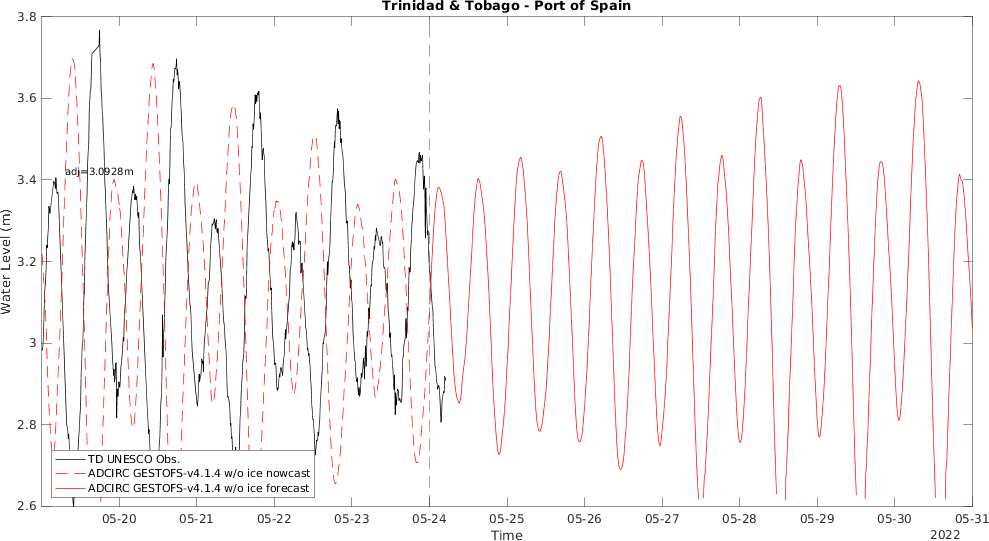 Trinidad & Tobago - Port of Spain
3.8
3.6
3.4
3.2
3
2.8
2.6
Water Level (m)
adj=3.0928m
TD UNESCO Obs.
ADCIRC GESTOFS-v4.1.4 w/o ice nowcast
ADCIRC GESTOFS-v4.1.4 w/o ice forecast
05-20 05-21 05-22 05-23 05-24 05-25 05-26 05-27 05-28 05-29 05-30 05-31
Time
2022